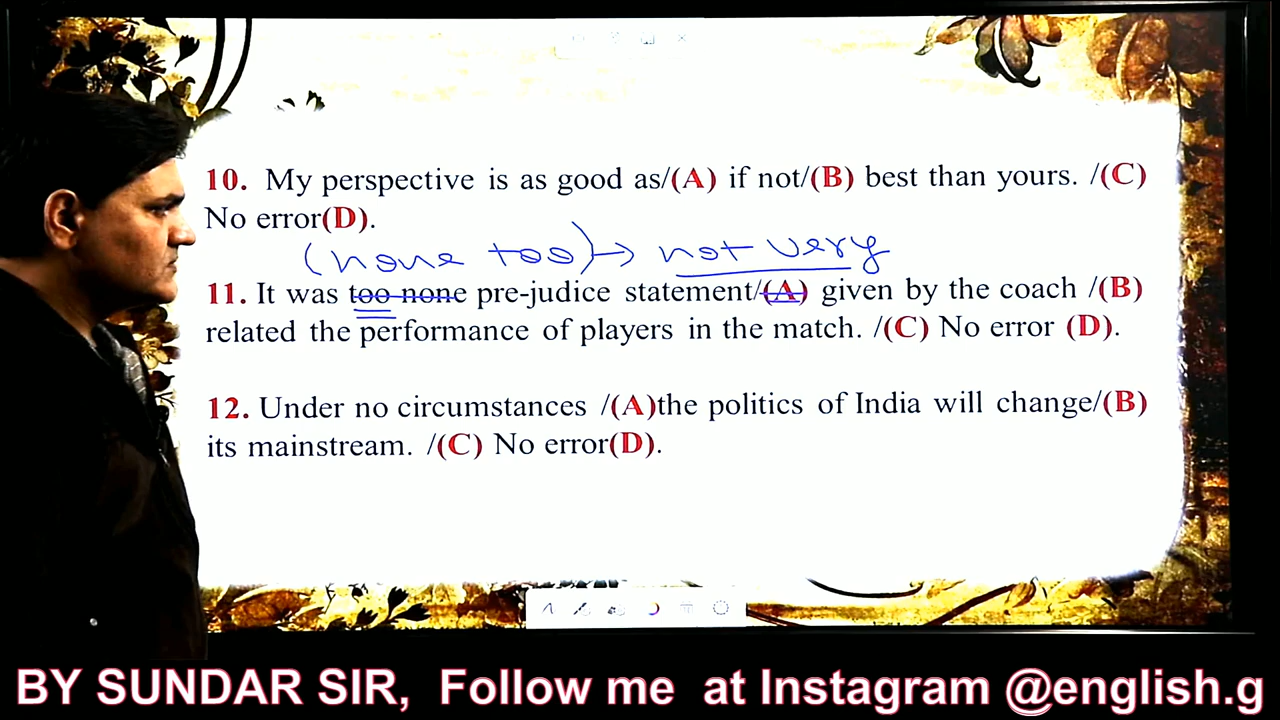 10. My perspective is as good as/(A) if not/(B) best than yours. /(C)
No error(D).
(none too) → not very
11. It was too none pre-judice statement/(A) given by the coach /(B)
related the performance of players in the match. /(C) No error (D).
12. Under no circumstances /(A)the politics of India will change/(B)
its mainstream. /(C) No error(D).
BY SUNDAR SIR, Follow me at Instagram @english.g